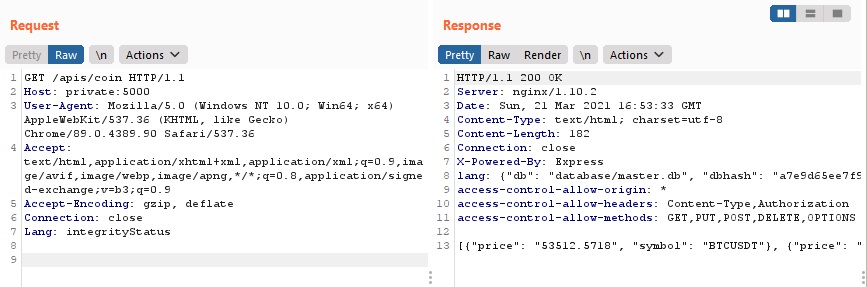 Request
Pretty Raw \n Actions
1 GET /apis/coin HTTP/1.1
2 Host: private:5000
3 User-Agent: Mozilla/5.0 (Windows NT 10.0; Win64; x64)
AppleWebKit/537.36 (KHTML, like Gecko)
Chrome/89.0.4389.90 Safari/537.36
4 Accept:
text/html,application/xhtml+xml,application/xml;q=0.9,ima
ge/avif,image/webp,image/apng,*/*;q=0.8,application/signe
d-exchange;v=b3;q=0.9
5 Accept-Encoding: gzip, deflate
6 Connection: close
7 Lang: integrityStatus
8
9
Response
Pretty Raw Render \n Actions
1 HTTP/1.1 200 OK
2 Server: nginx/1.10.2
3 Date: Sun, 21 Mar 2021 16:53:33 GMT
4 Content-Type: text/html; charset=utf-8
5 Content-Length: 182
6 Connection: close
7 X-Powered-By: Express
8 lang: {"db": "database/master.db", "dbhash": "a7e9d65ee7f9
9 access-control-allow-origin: *
10 access-control-allow-headers: Content-Type,Authorization
11 access-control-allow-methods: GET,PUT,POST,DELETE,OPTIONS
12
13 [{"price": "53512.5718", "symbol": "BTCUSDT"}, {"price": "